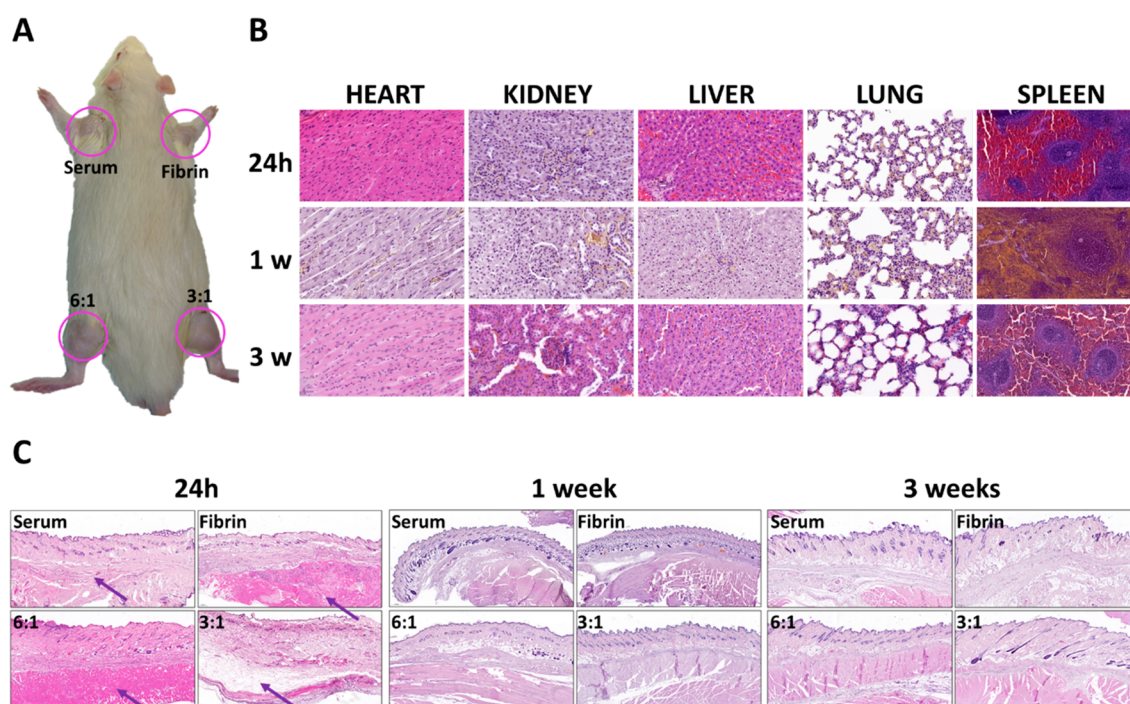 A
B
HEART KIDNEY LIVER LUNG SPLEEN
Serum Fibrin
24h
1 w
6:1 3:1
3 w
C
24h 1 week 3 weeks
Serum Fibrin Serum Fibrin Serum Fibrin
6:1 3:1 6:1 3:1 6:1 3:1